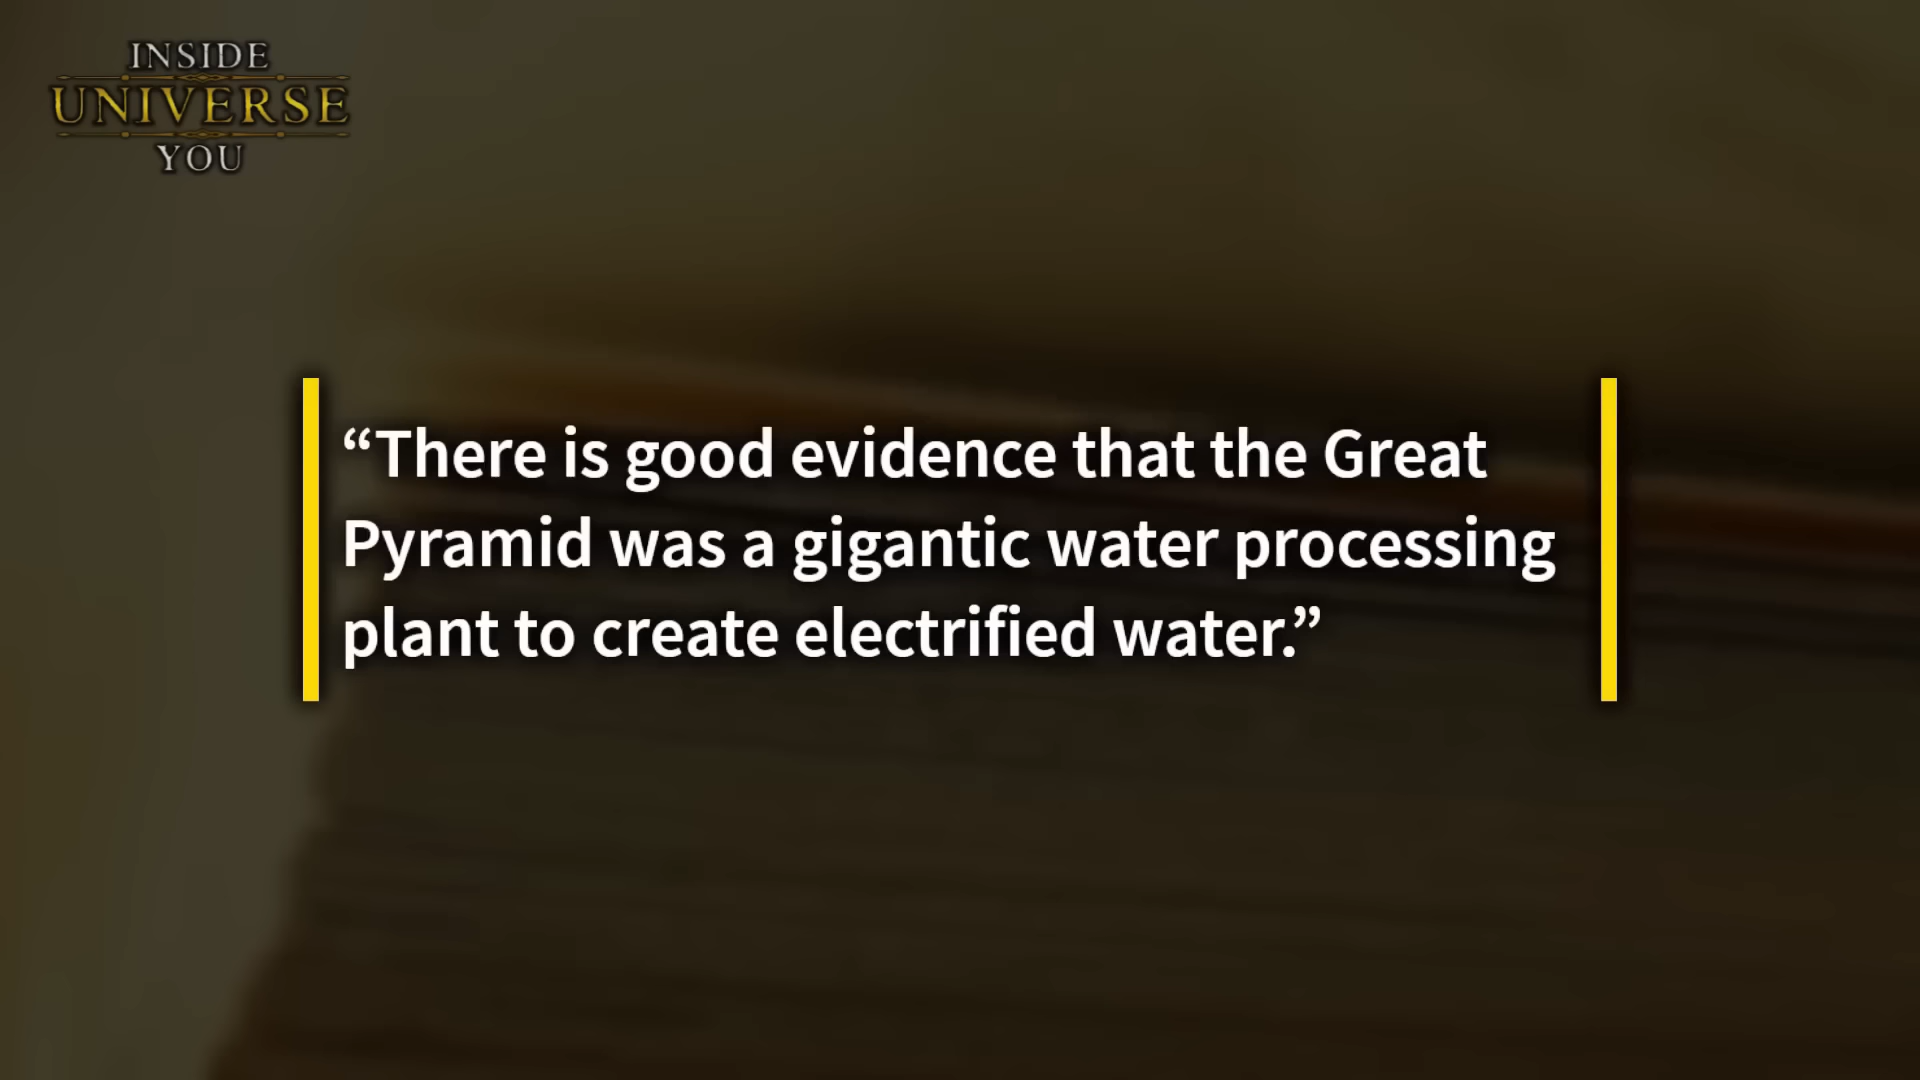 INSIDE
UNIVERSE
YOU
“There is good evidence that the Great
Pyramid was a gigantic water processing
plant to create electrified water.”